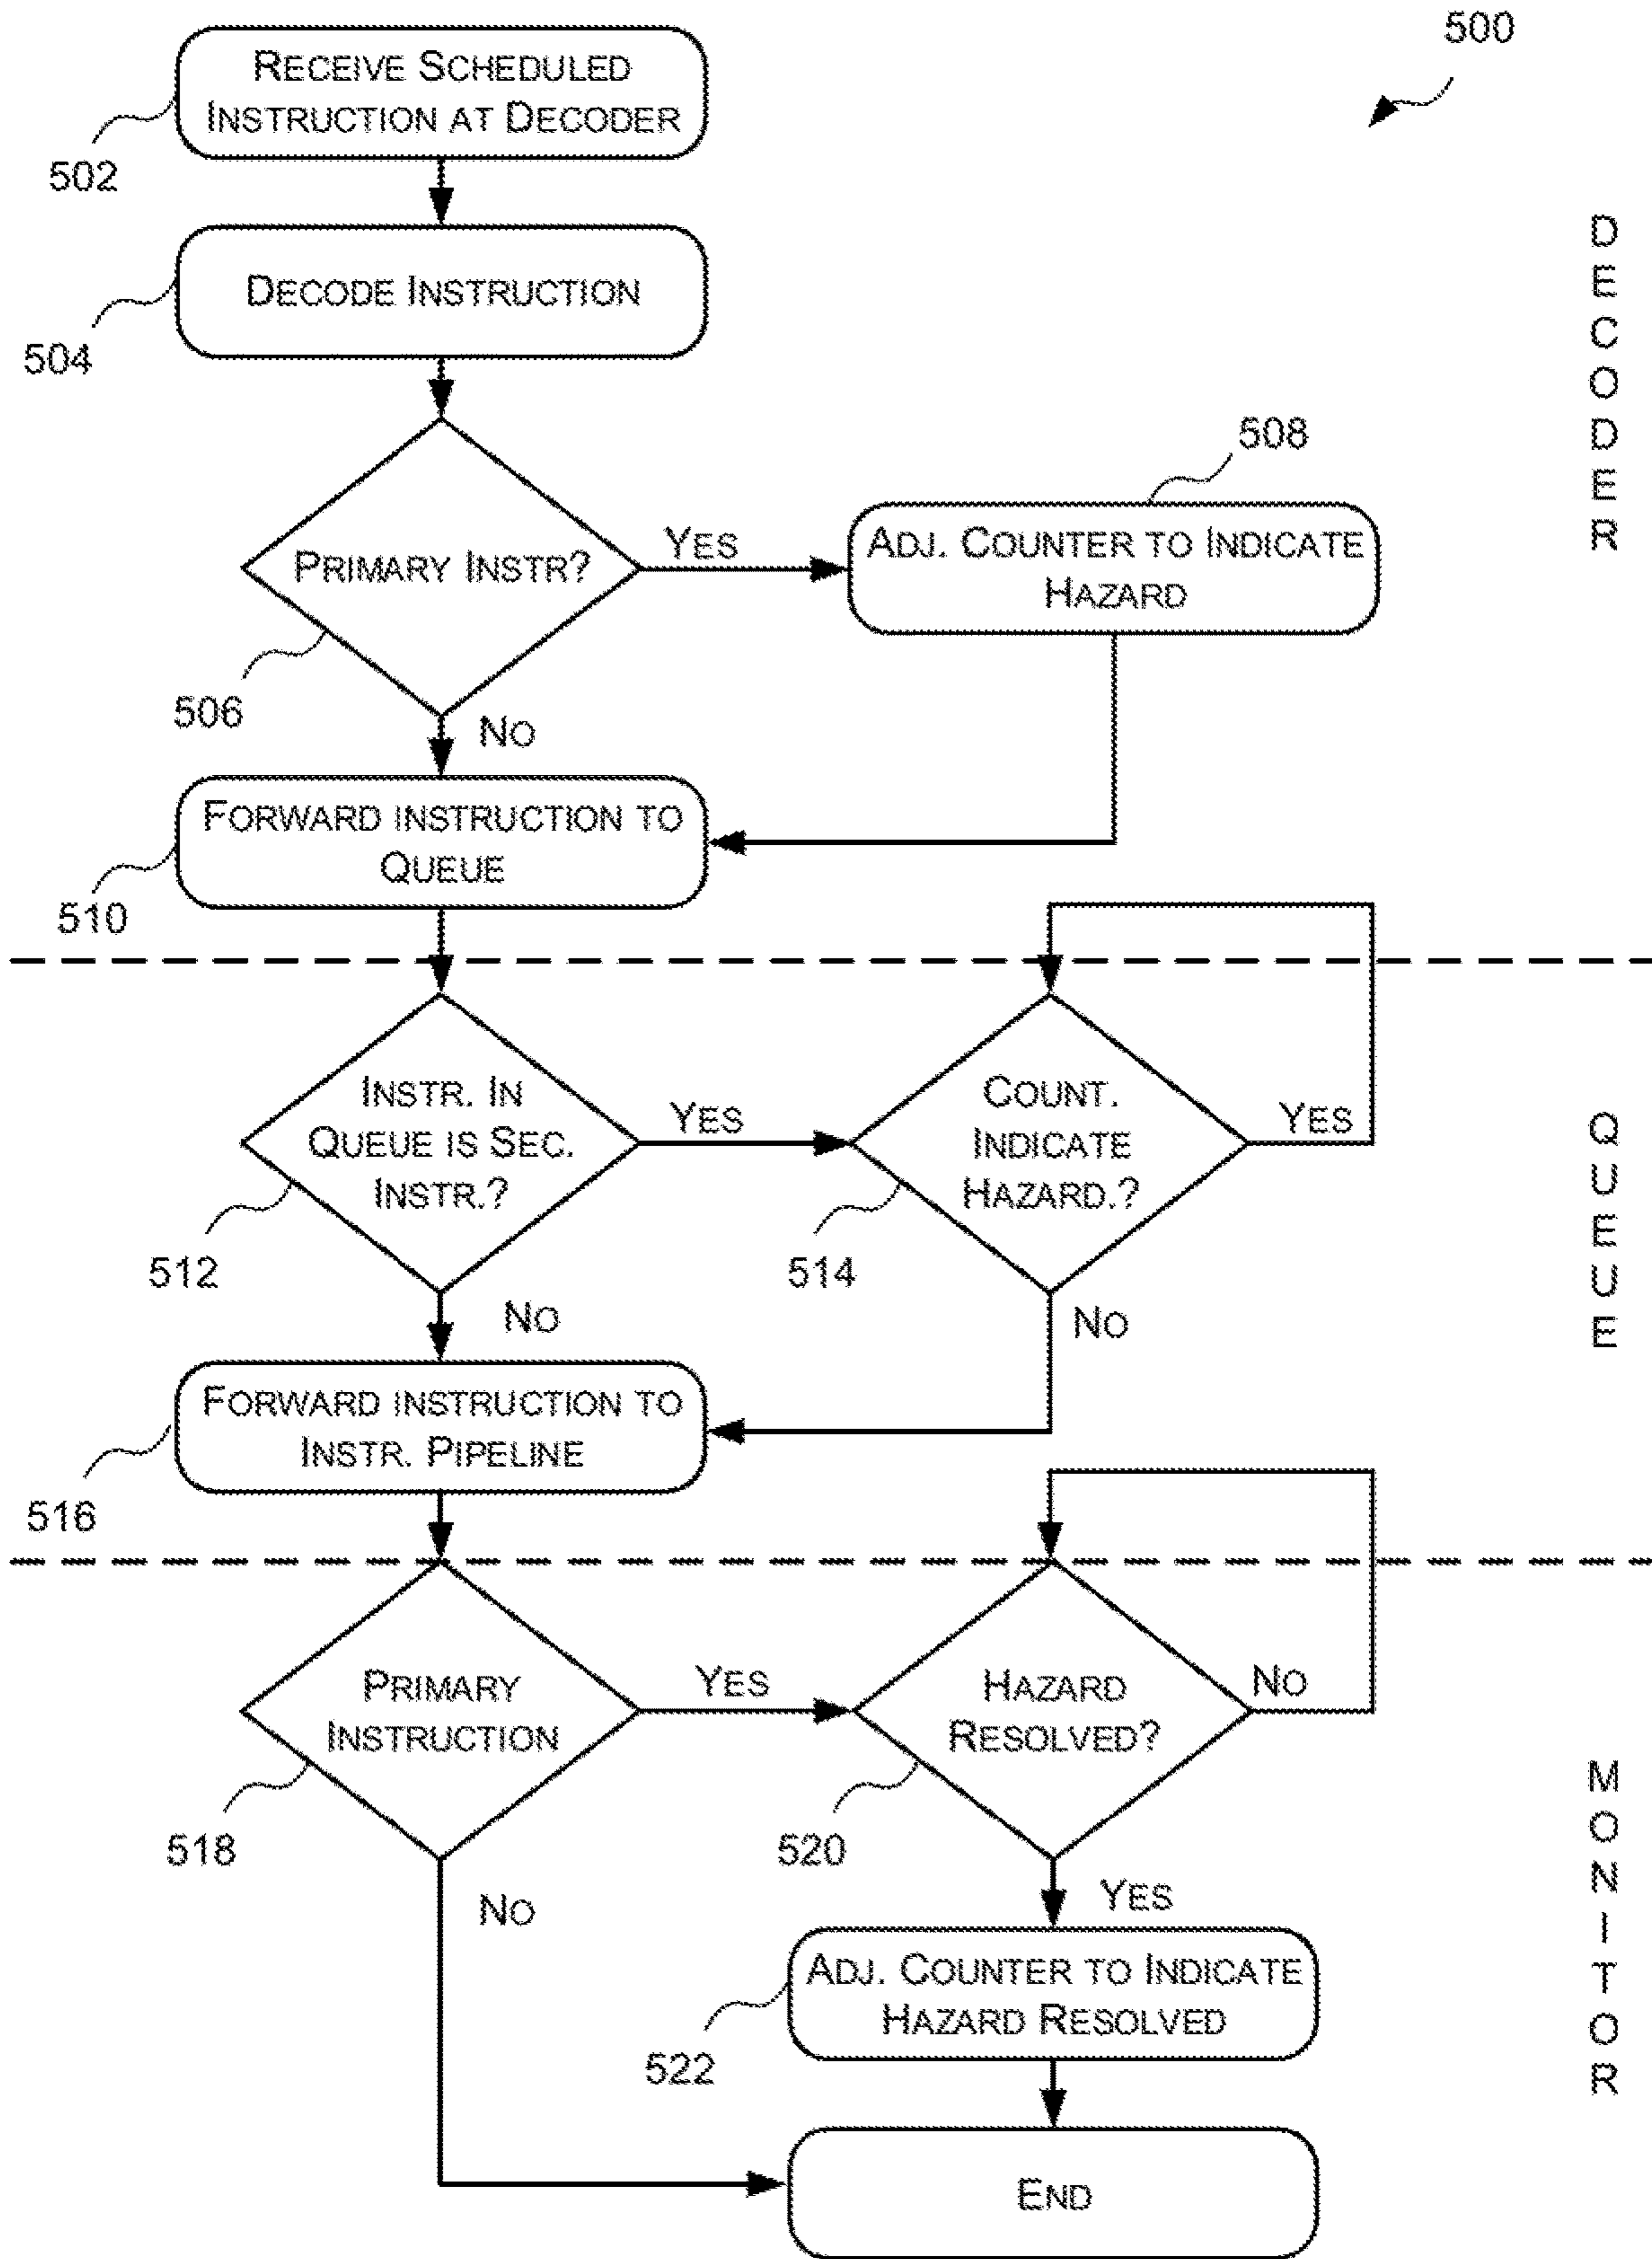 500
RECEIVE SCHEDULED
INSTRUCTION AT DECODER
502
DECODE INSTRUCTION
504
DECODER
PRIMARY INSTR?
506
YES
508
ADJ. COUNTER TO INDICATE
HAZARD
NO
FORWARD INSTRUCTION TO
QUEUE
510
INSTR. IN
QUEUE IS SEC.
INSTR.?
512
YES
COUNT.
INDICATE
HAZARD.?
514
YES
QUEUE
NO
NO
FORWARD INSTRUCTION TO
INSTR. PIPELINE
516
PRIMARY
INSTRUCTION
518
YES
HAZARD
RESOLVED?
520
NO
MONITOR
NO
YES
ADJ. COUNTER TO INDICATE
HAZARD RESOLVED
522
END